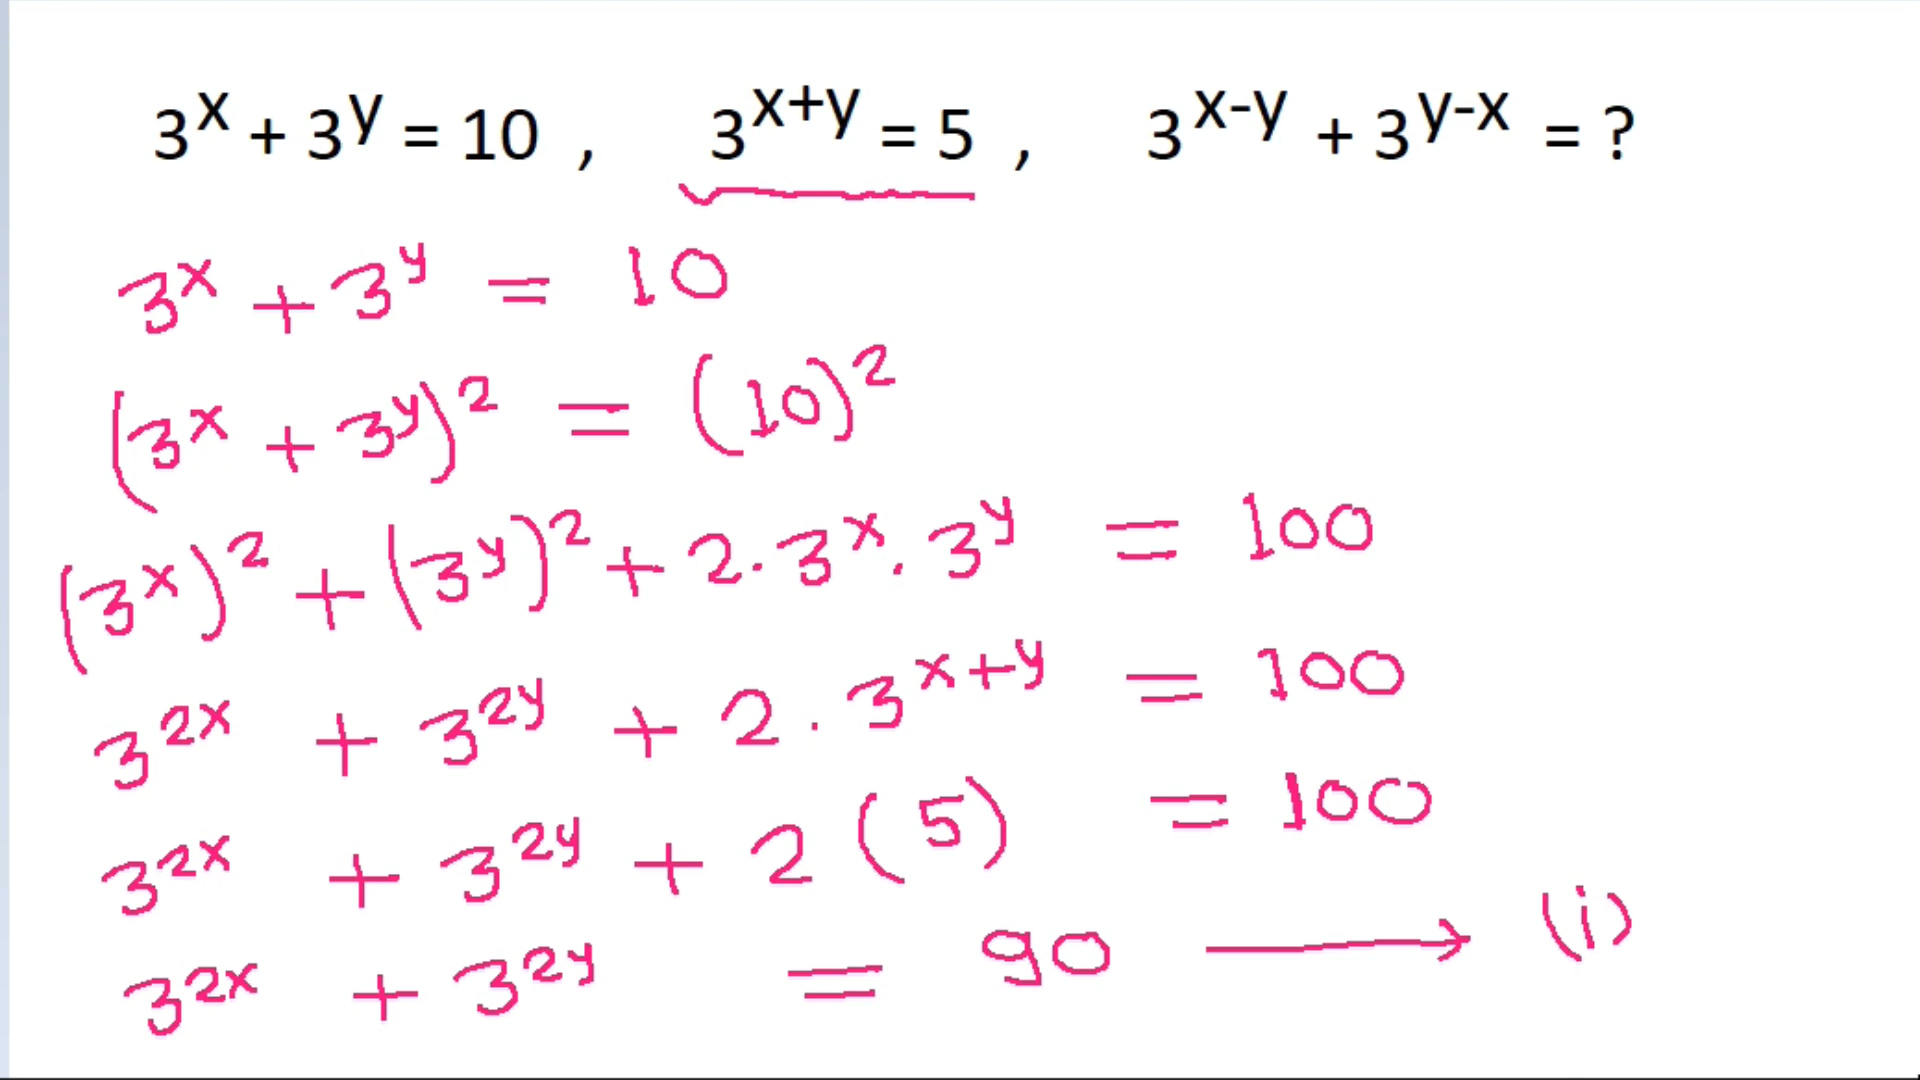 3^x + 3^y = 10 , 3^(x+y) = 5 , 3^(x-y) + 3^(y-x) = ?
3^x + 3^y = 10
(3^x + 3^y)^2 = (10)^2
(3^x)^2 + (3^y)^2 + 2 · 3^x · 3^y = 100
3^(2x) + 3^(2y) + 2 · 3^(x+y) = 100
3^(2x) + 3^(2y) + 2 (5) = 100
3^(2x) + 3^(2y) = 90 → (i)